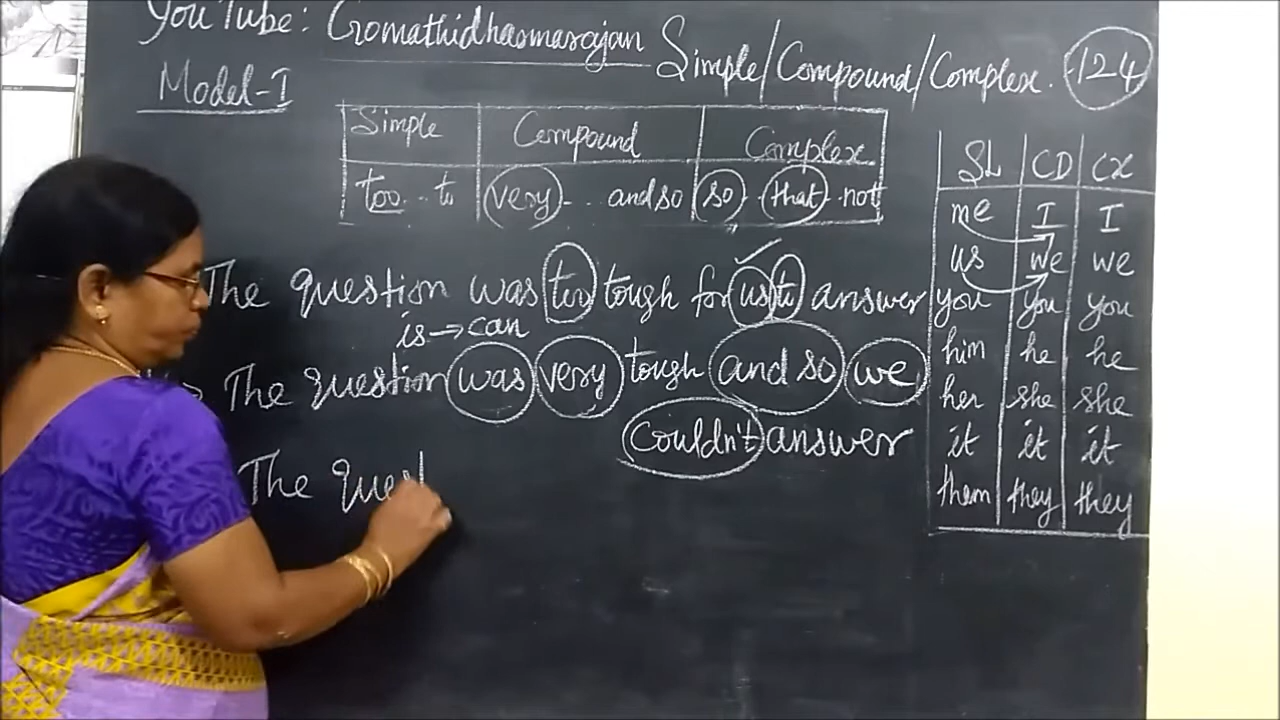 YouTube: Gomathidharmarajan Simple/Compound/Complex. 124
Model-I
Simple Compound Complex
too .. to very - .. and so so . that . not
The question was too tough for us to answer
is → can
The question was very tough and so we
couldn't answer
The quest
SL CD CX
me I I
us we we
you you you
him he he
her she she
it it it
them they they